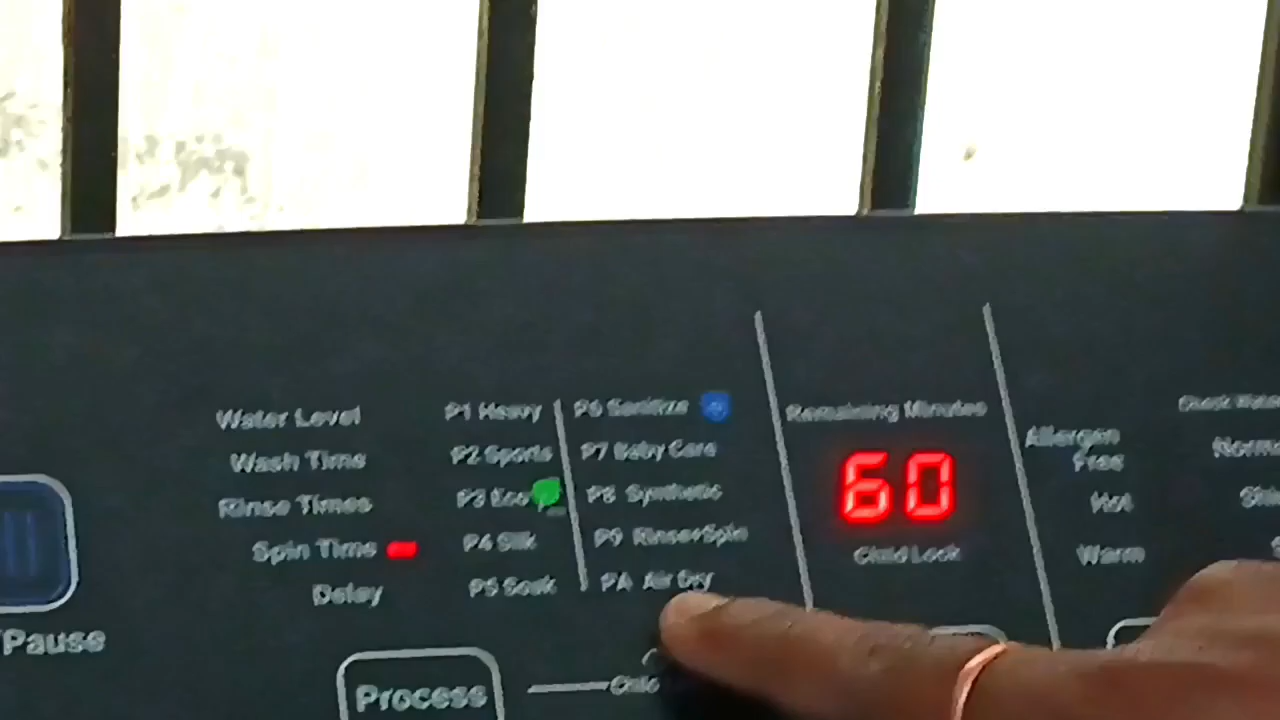 Water Level
Wash Time
Rinse Times
Spin Time
Delay
P1 Heavy
P2 Sports
P3 Eco
P4 Silk
P5 Soak
P6 Sanitize
P7 Baby Care
P8 Synthetic
P9 Rinse+Spin
PA Air Dry
Remaining Minutes
60
Child Lock
Allergen
Free
Hot
Warm
/Pause
Process